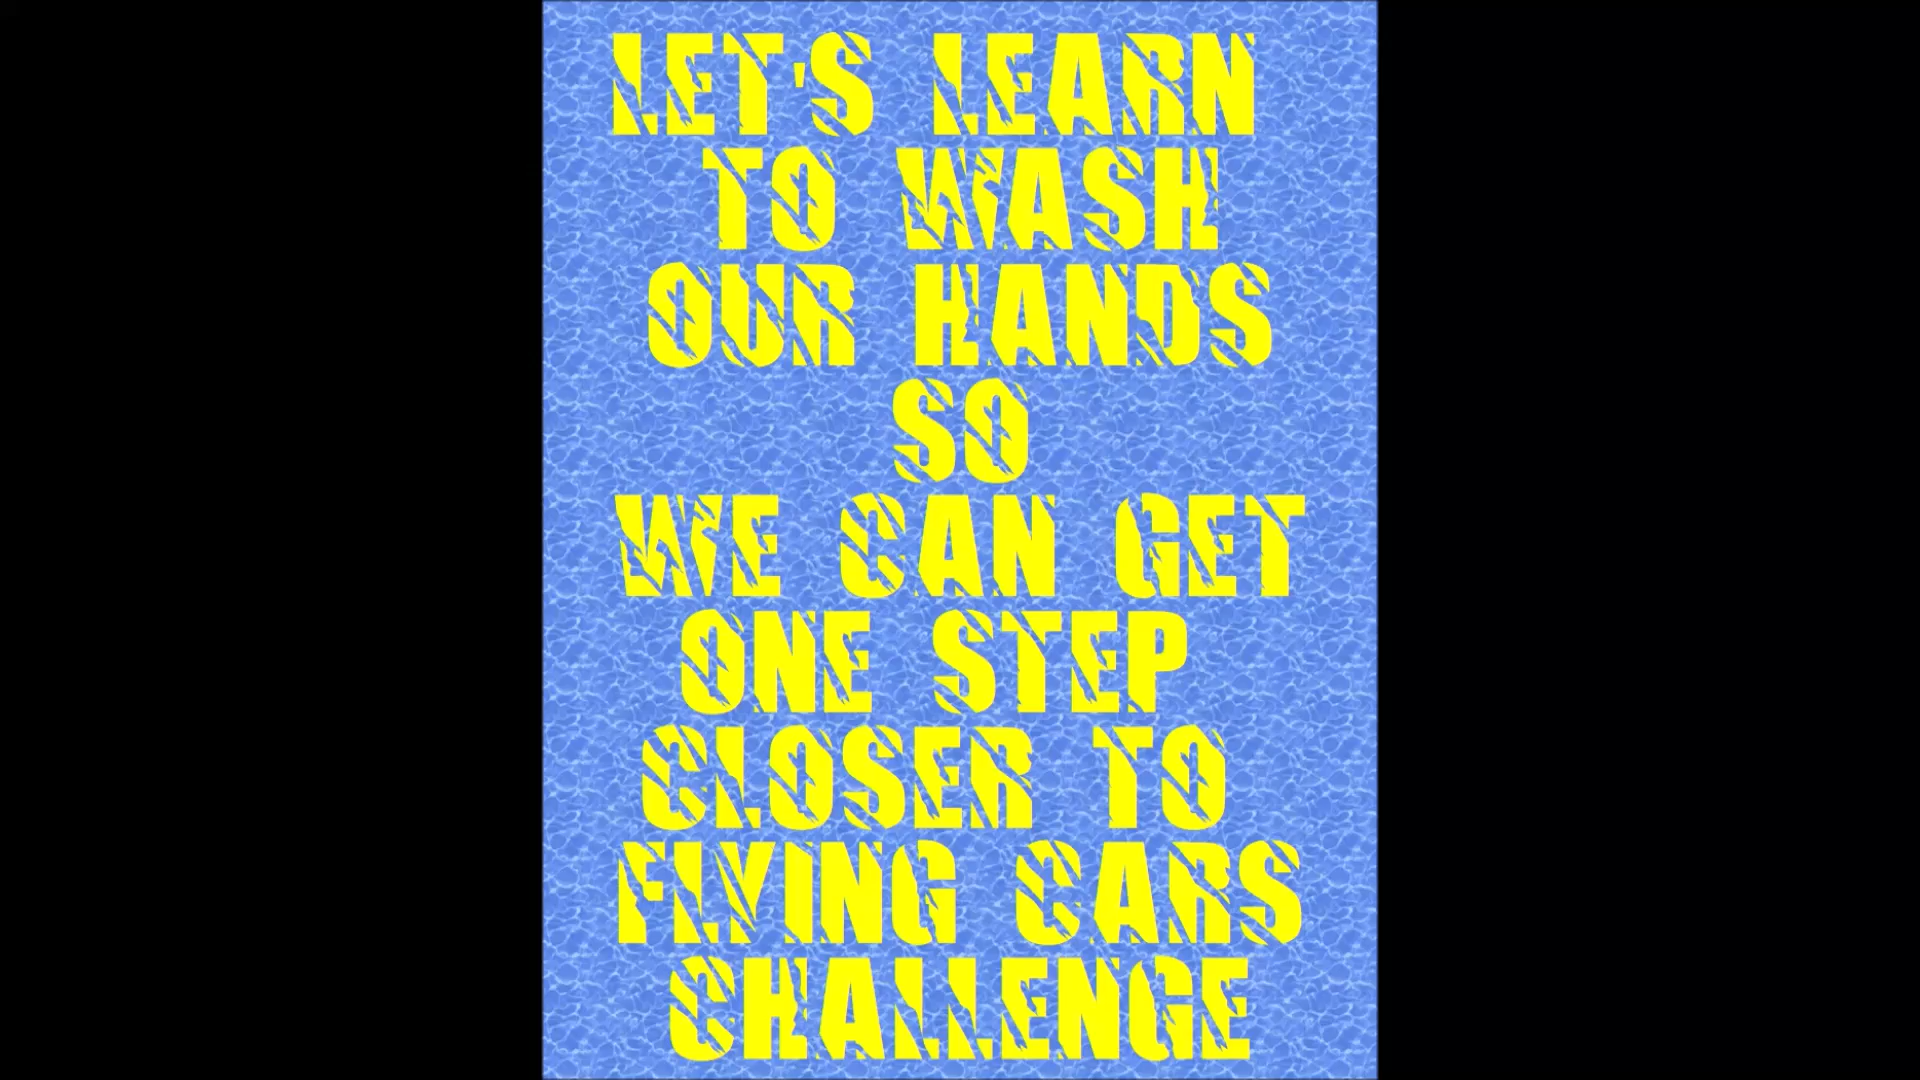 LET'S LEARN
TO WASH
OUR HANDS
SO
WE CAN GET
ONE STEP
CLOSER TO
FLYING CARS
CHALLENGE